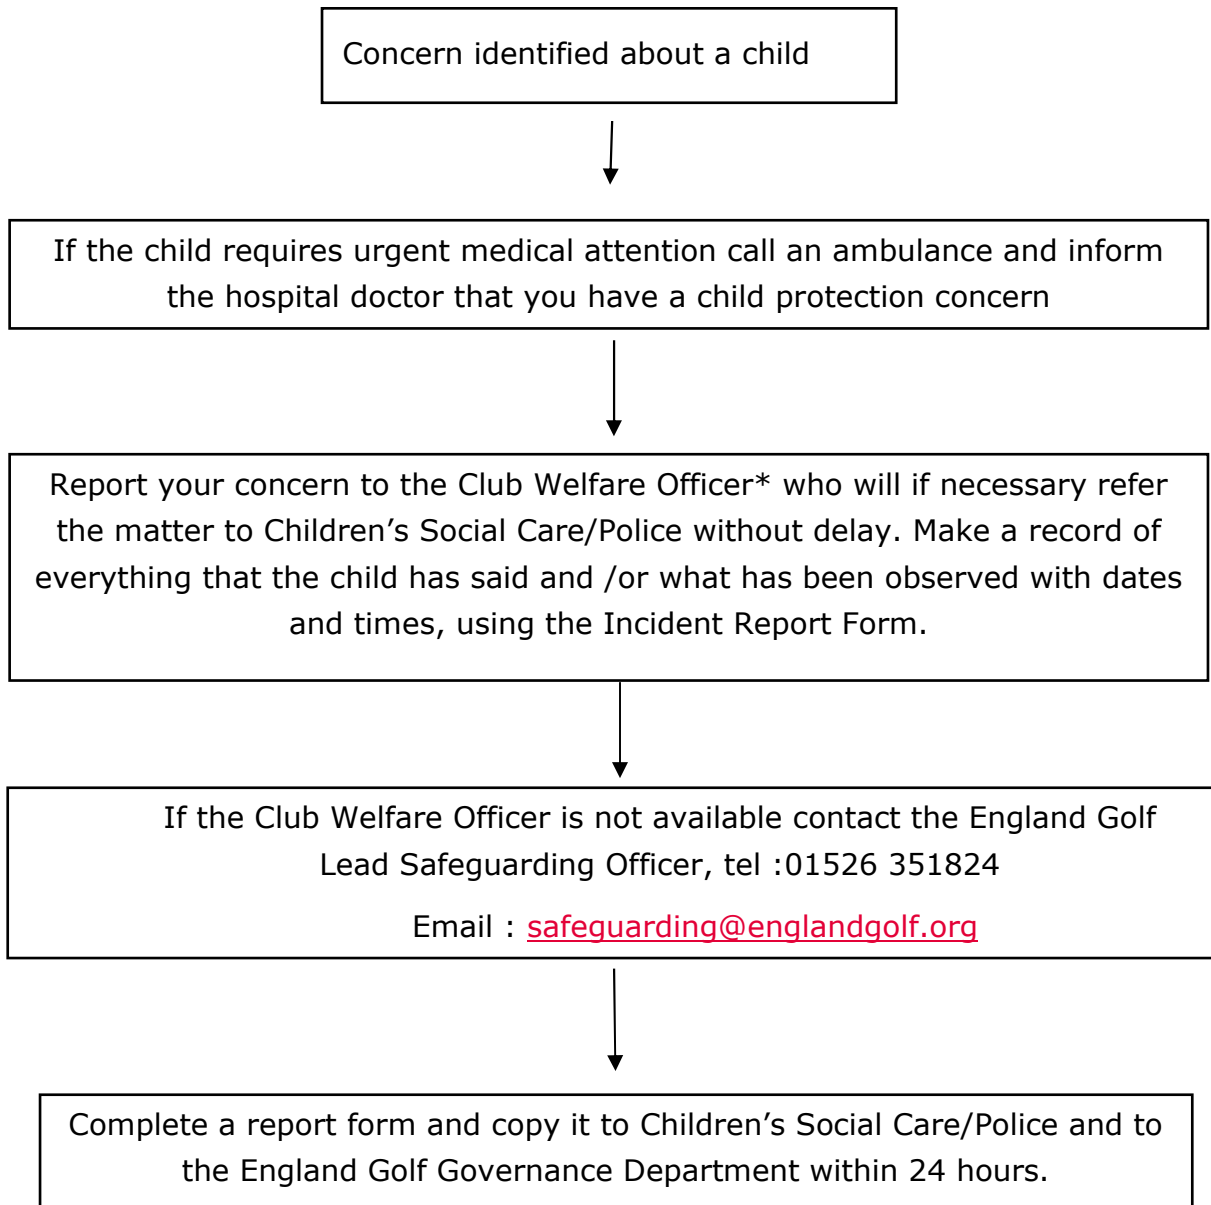 Concern identified about a child
If the child requires urgent medical attention call an ambulance and inform
the hospital doctor that you have a child protection concern
Report your concern to the Club Welfare Officer* who will if necessary refer
the matter to Children’s Social Care/Police without delay. Make a record of
everything that the child has said and /or what has been observed with dates
and times, using the Incident Report Form.
If the Club Welfare Officer is not available contact the England Golf
Lead Safeguarding Officer, tel :01526 351824
Email : safeguarding@englandgolf.org
Complete a report form and copy it to Children’s Social Care/Police and to
the England Golf Governance Department within 24 hours.